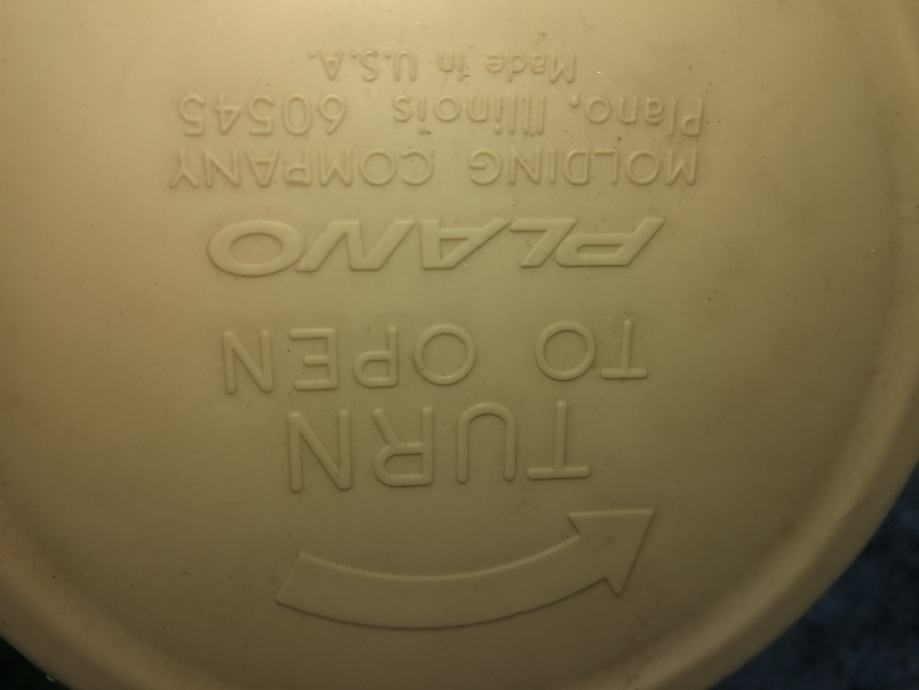 TURN
TO OPEN
PLANO
MOLDING COMPANY
Plano, Illinois 60545
Made in U.S.A.